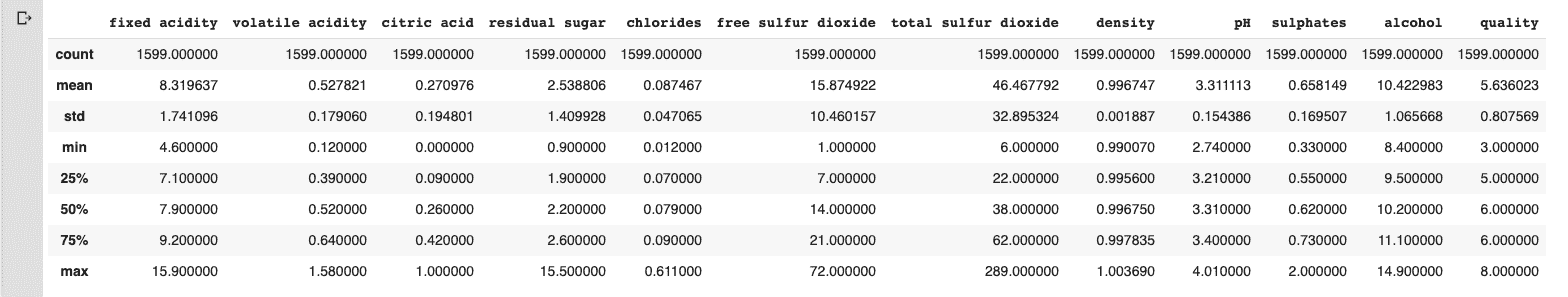 fixed acidity volatile acidity citric acid residual sugar chlorides free sulfur dioxide total sulfur dioxide density pH sulphates alcohol quality
count 1599.000000 1599.000000 1599.000000 1599.000000 1599.000000 1599.000000 1599.000000 1599.000000 1599.000000 1599.000000 1599.000000 1599.000000
mean 8.319637 0.527821 0.270976 2.538806 0.087467 15.874922 46.467792 0.996747 3.311113 0.658149 10.422983 5.636023
std 1.741096 0.179060 0.194801 1.409928 0.047065 10.460157 32.895324 0.001887 0.154386 0.169507 1.065668 0.807569
min 4.600000 0.120000 0.000000 0.900000 0.012000 1.000000 6.000000 0.990070 2.740000 0.330000 8.400000 3.000000
25% 7.100000 0.390000 0.090000 1.900000 0.070000 7.000000 22.000000 0.995600 3.210000 0.550000 9.500000 5.000000
50% 7.900000 0.520000 0.260000 2.200000 0.079000 14.000000 38.000000 0.996750 3.310000 0.620000 10.200000 6.000000
75% 9.200000 0.640000 0.420000 2.600000 0.090000 21.000000 62.000000 0.997835 3.400000 0.730000 11.100000 6.000000
max 15.900000 1.580000 1.000000 15.500000 0.611000 72.000000 289.000000 1.003690 4.010000 2.000000 14.900000 8.000000